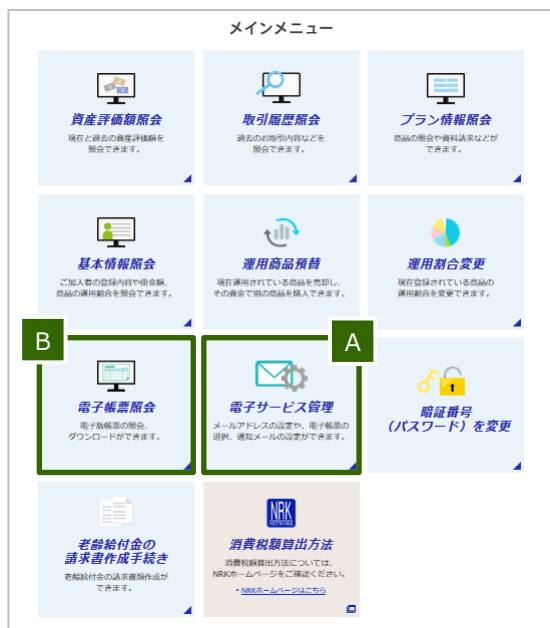 メインメニュー
資産評価額照会
現在と過去の資産評価額を
照会できます。
取引履歴照会
過去のお取引内容などを
照会できます。
プラン情報照会
商品の照会や資料請求などが
できます。
基本情報照会
ご加入者の登録内容や掛金額、
商品の運用割合を照会できます。
運用商品預替
現在運用されている商品を売却し、
その資金で別の商品を購入できます。
運用割合変更
現在登録されている商品の
運用割合を変更できます。
B
電子帳票照会
電子版帳票の照会、
ダウンロードができます。
A
電子サービス管理
メールアドレスの設定や、電子帳票の
選択、通知メールの設定ができます。
暗証番号
（パスワード）を変更
老齢給付金の
請求書作成手続き
老齢給付金の請求書類作成が
できます。
NRK
NETWORK
消費税額算出方法
消費税額算出方法については、
NRKホームページをご確認ください。
・NRKホームページはこちら